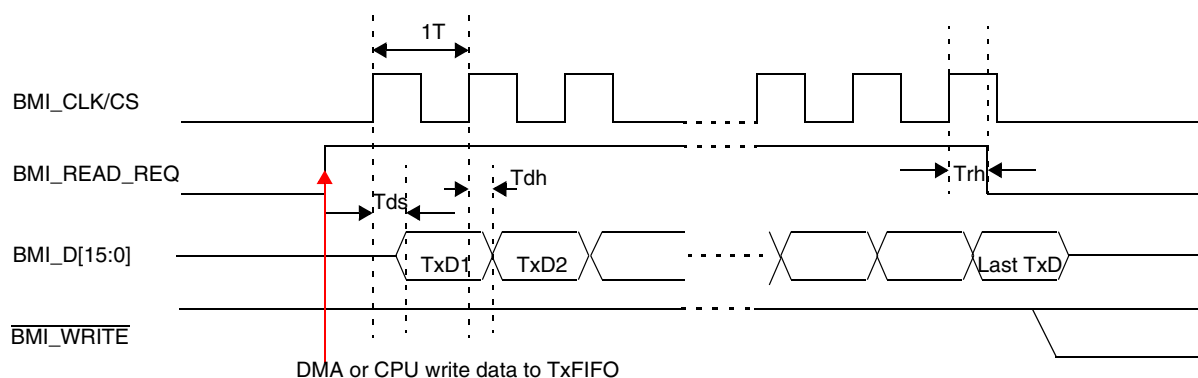 1T
BMI_CLK/CS
BMI_READ_REQ
Tdh
Trh
Tds
BMI_D[15:0]
TxD1
TxD2
Last TxD
BMI_WRITE
DMA or CPU write data to TxFIFO